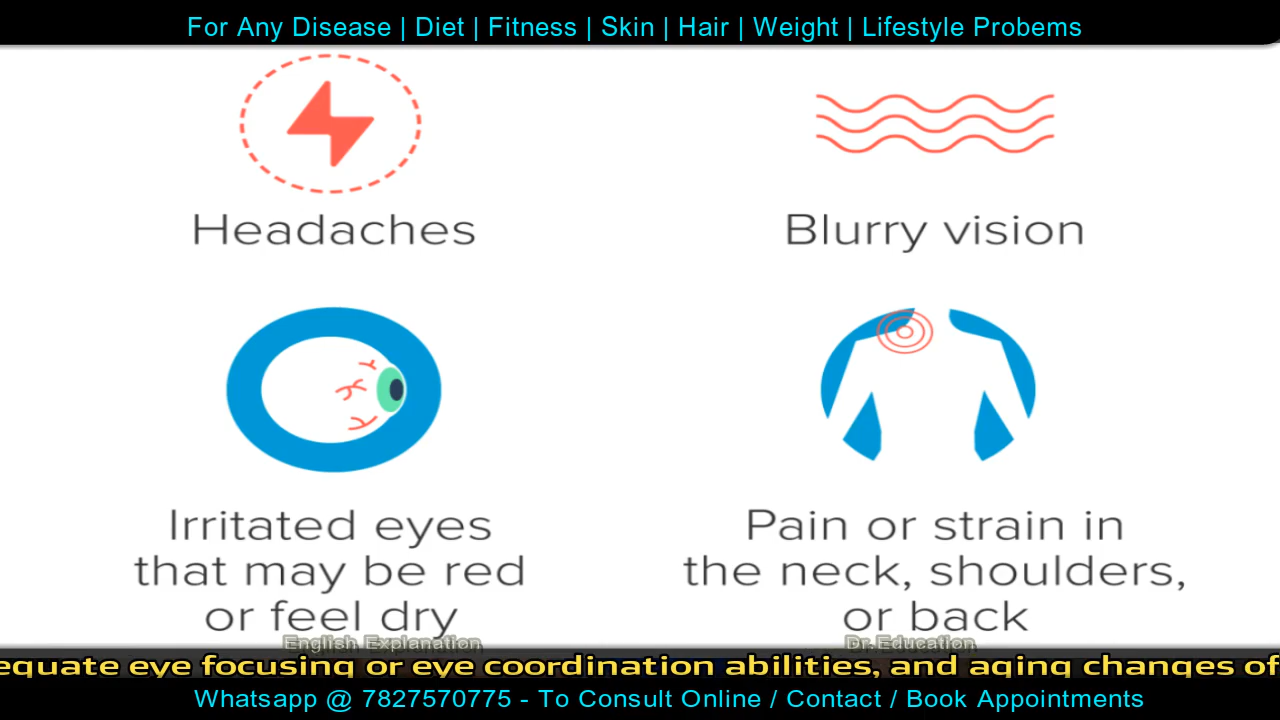 For Any Disease | Diet | Fitness | Skin | Hair | Weight | Lifestyle Probems
Headaches
Blurry vision
Irritated eyes
that may be red
or feel dry
Pain or strain in
the neck, shoulders,
or back
English Explanation
Dr.Education
eye focusing or eye coordination abilities, and aging changes of
Whatsapp @ 7827570775 - To Consult Online / Contact / Book Appointments